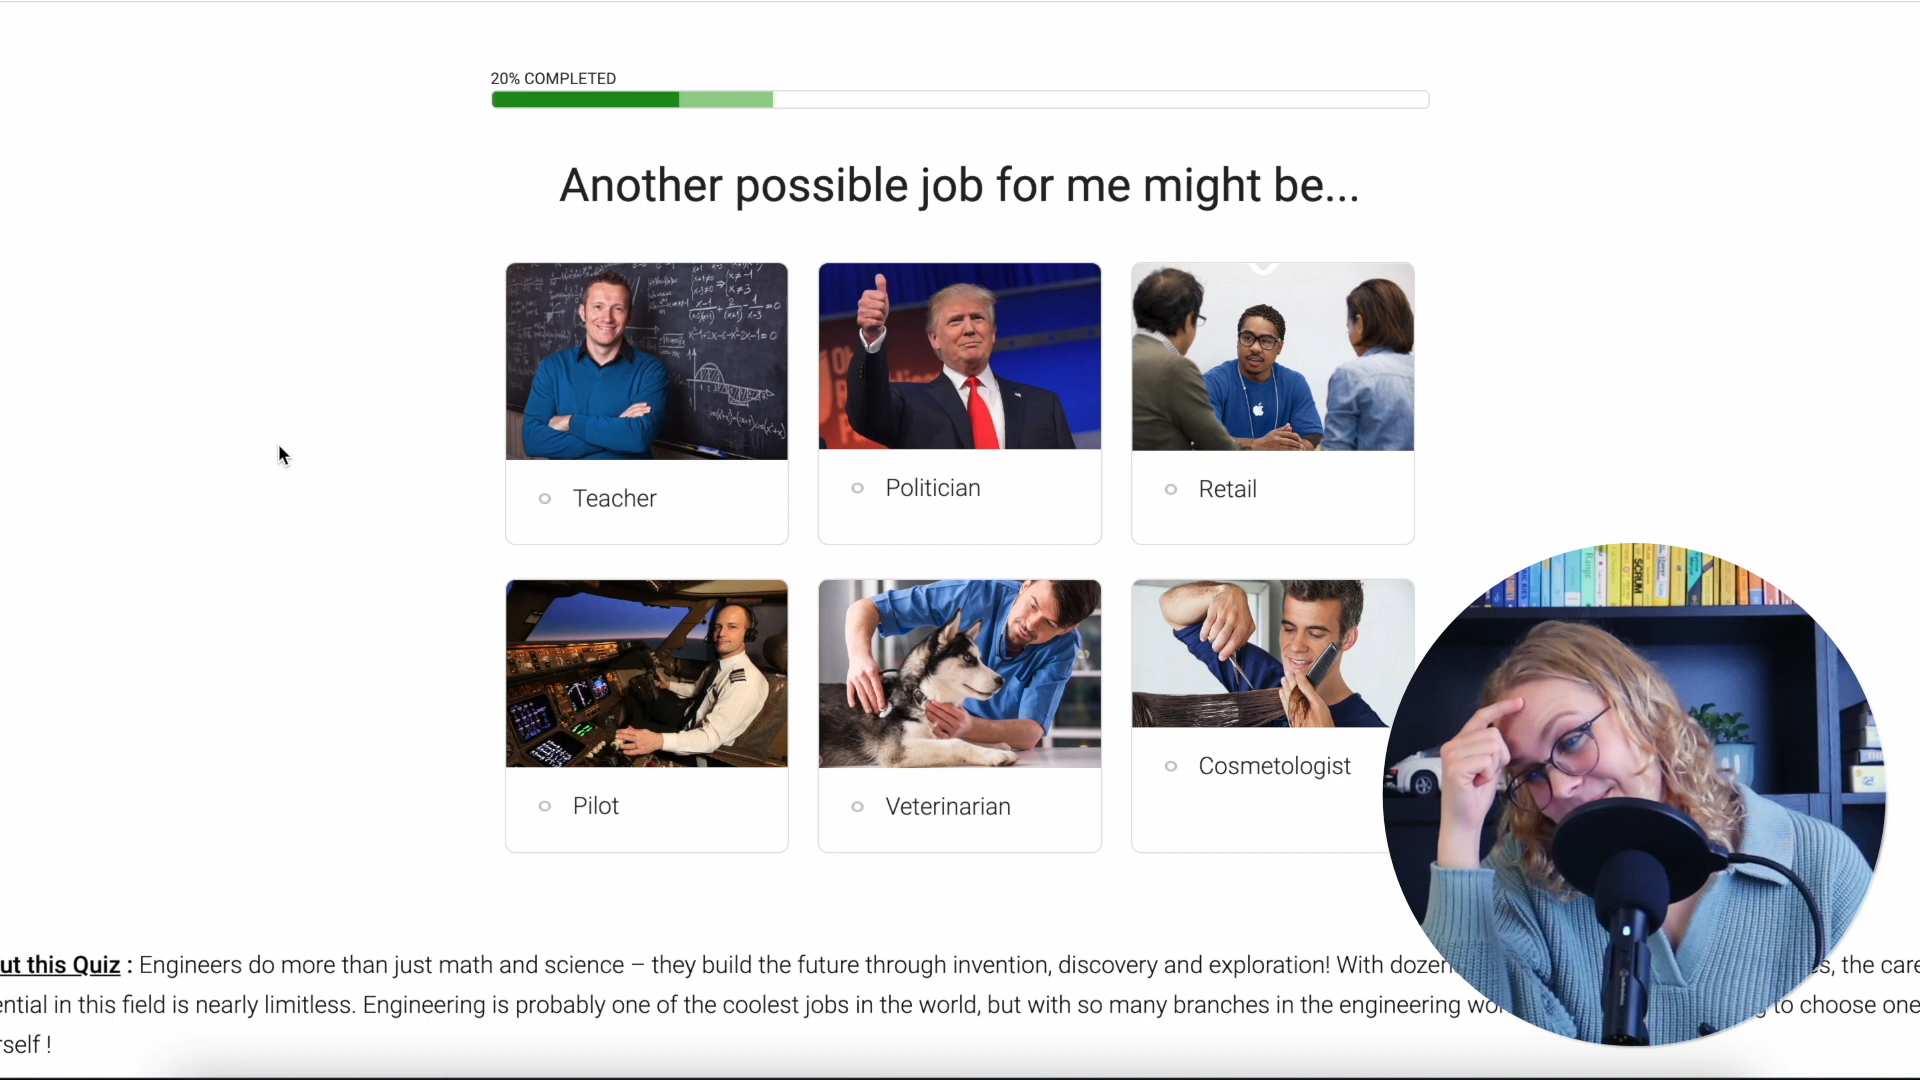 20% COMPLETED
Another possible job for me might be...
Teacher
Politician
Retail
Pilot
Veterinarian
Cosmetologist
SCRUM
ut this Quiz : Engineers do more than just math and science – they build the future through invention, discovery and exploration! With dozen
s, the care
ential in this field is nearly limitless. Engineering is probably one of the coolest jobs in the world, but with so many branches in the engineering wo
to choose one
rself !